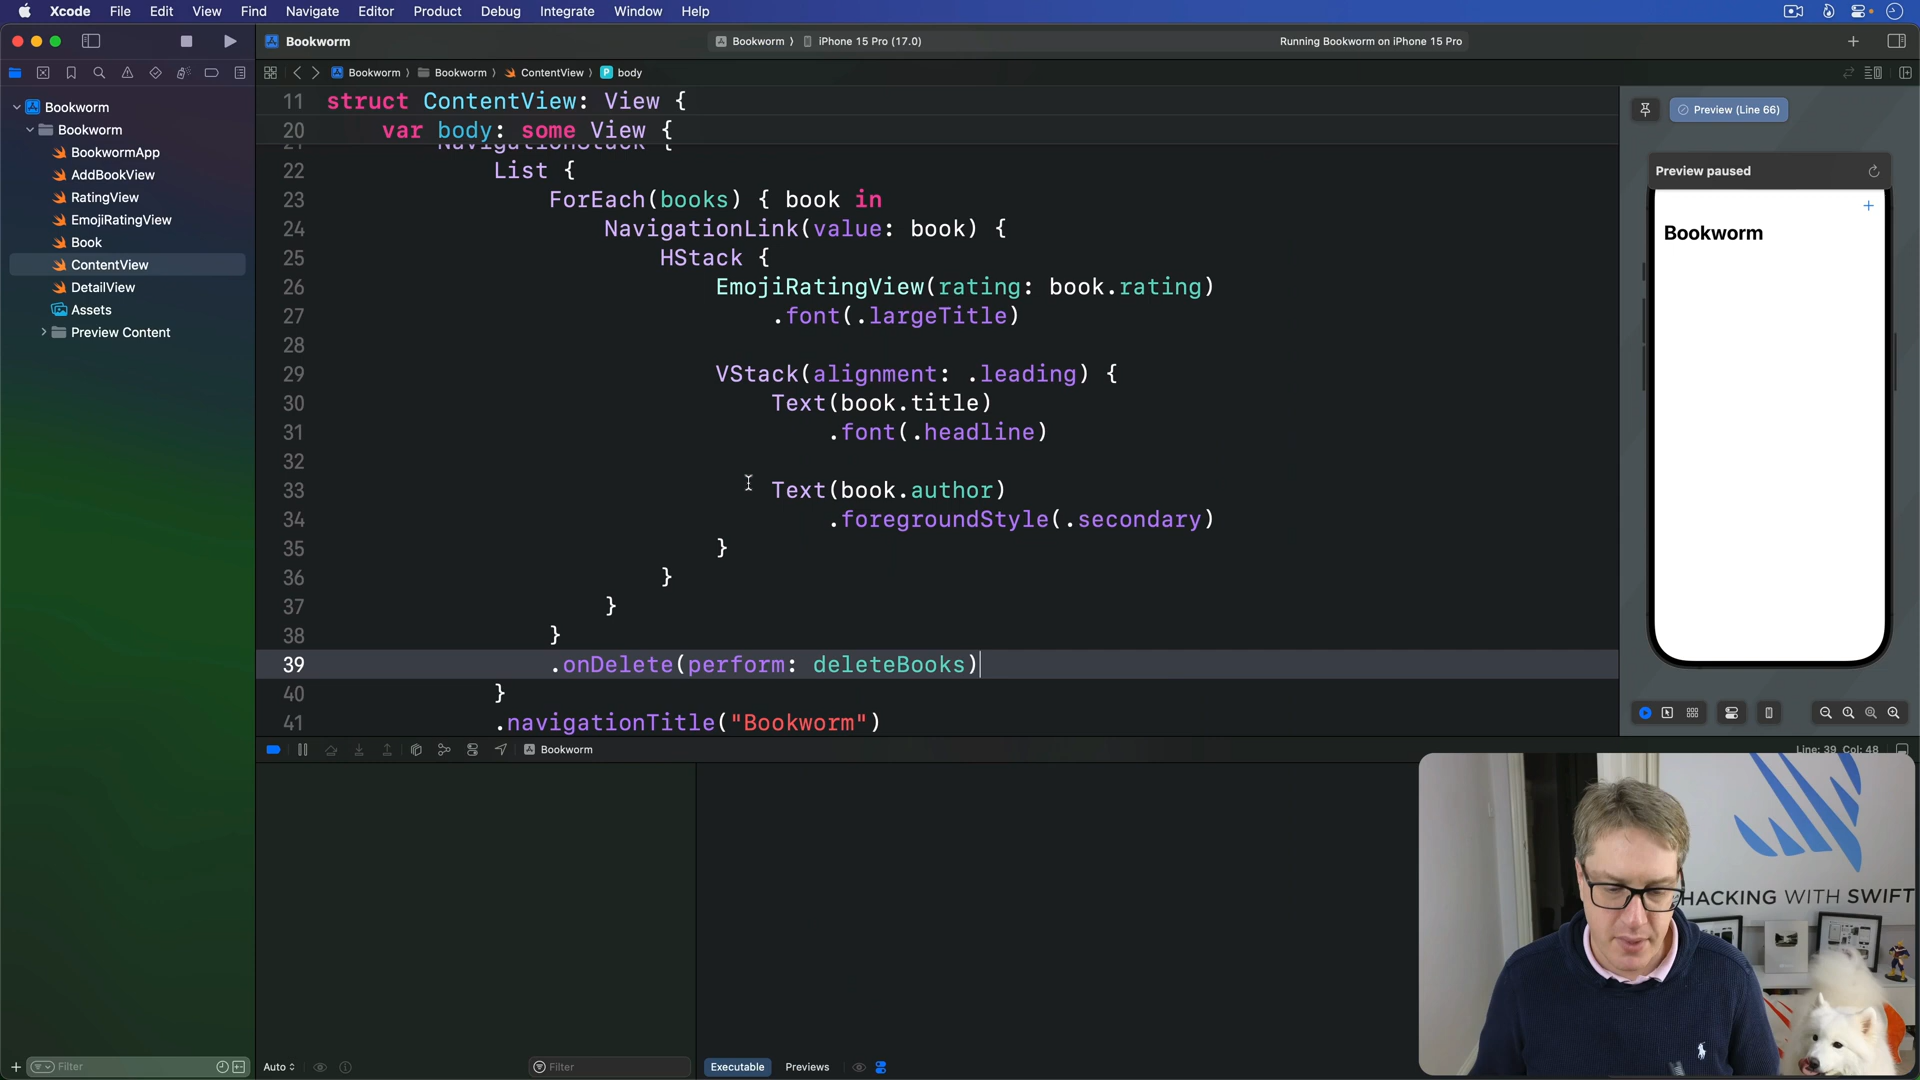 Xcode File Edit View Find Navigate Editor Product Debug Integrate Window Help
Bookworm
Bookworm ⟩ iPhone 15 Pro (17.0)
Running Bookworm on iPhone 15 Pro
Bookworm ⟩ Bookworm ⟩ ContentView ⟩ P body
Bookworm
Bookworm
BookwormApp
AddBookView
RatingView
EmojiRatingView
Book
ContentView
DetailView
Assets
Preview Content
Filter
11 struct ContentView: View {
20 var body: some View {
21 NavigationStack {
22 List {
23 ForEach(books) { book in
24 NavigationLink(value: book) {
25 HStack {
26 EmojiRatingView(rating: book.rating)
27 .font(.largeTitle)
28
29 VStack(alignment: .leading) {
30 Text(book.title)
31 .font(.headline)
32
33 Text(book.author)
34 .foregroundStyle(.secondary)
35 }
36 }
37 }
38 }
39 .onDelete(perform: deleteBooks)
40 }
41 .navigationTitle("Bookworm")
Preview (Line 66)
Preview paused
+
Bookworm
Bookworm
Line: 39 Col: 48
HACKING WITH SWIFT
Auto
Filter
Executable
Previews